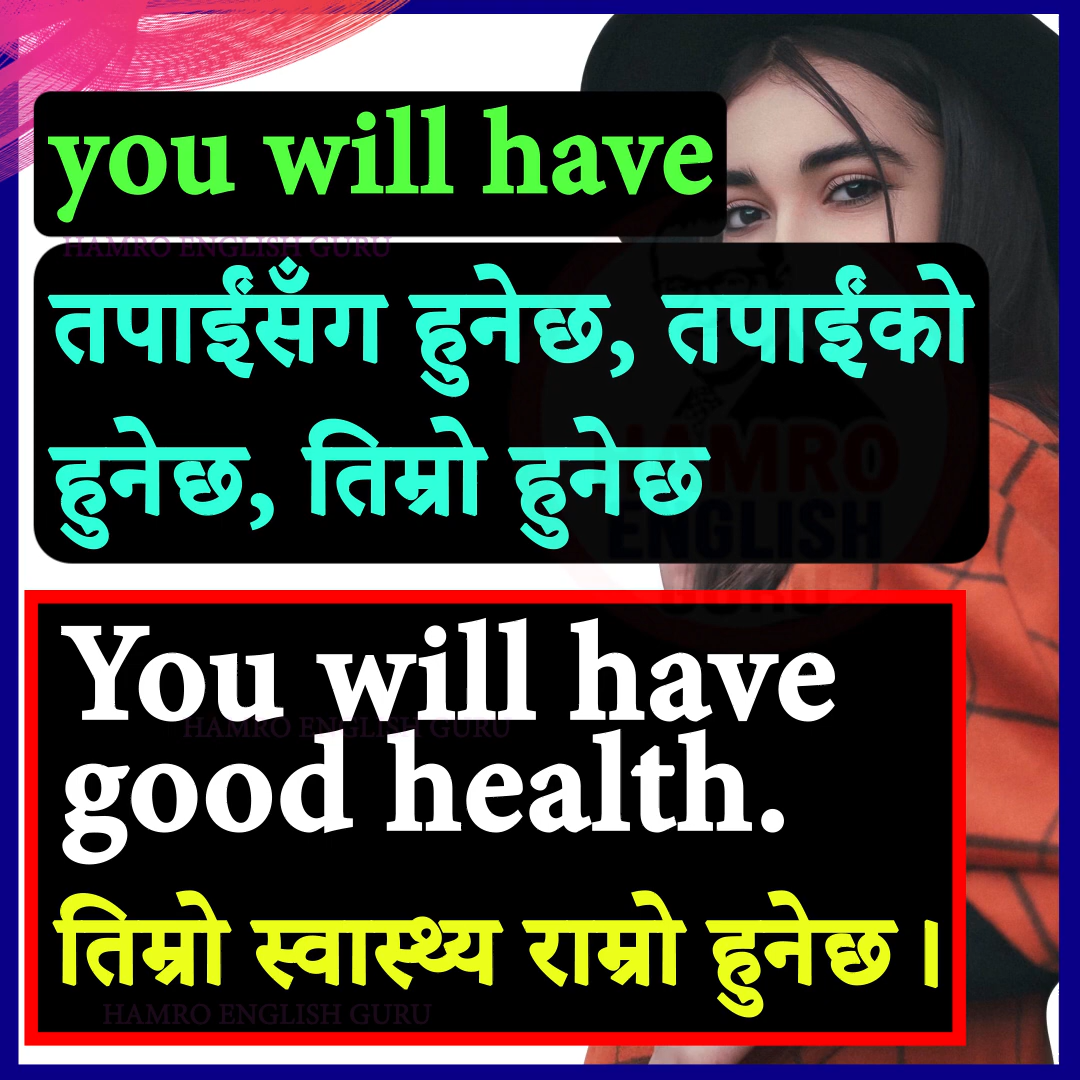 you will have
HAMRO ENGLISH GURU
तपाईंसँग हुनेछ, तपाईंको
हुनेछ, तिम्रो हुनेछ
HAMRO
ENGLISH
GURU
You will have
HAMRO ENGLISH GURU
good health.
तिम्रो स्वास्थ्य राम्रो हुनेछ ।
HAMRO ENGLISH GURU